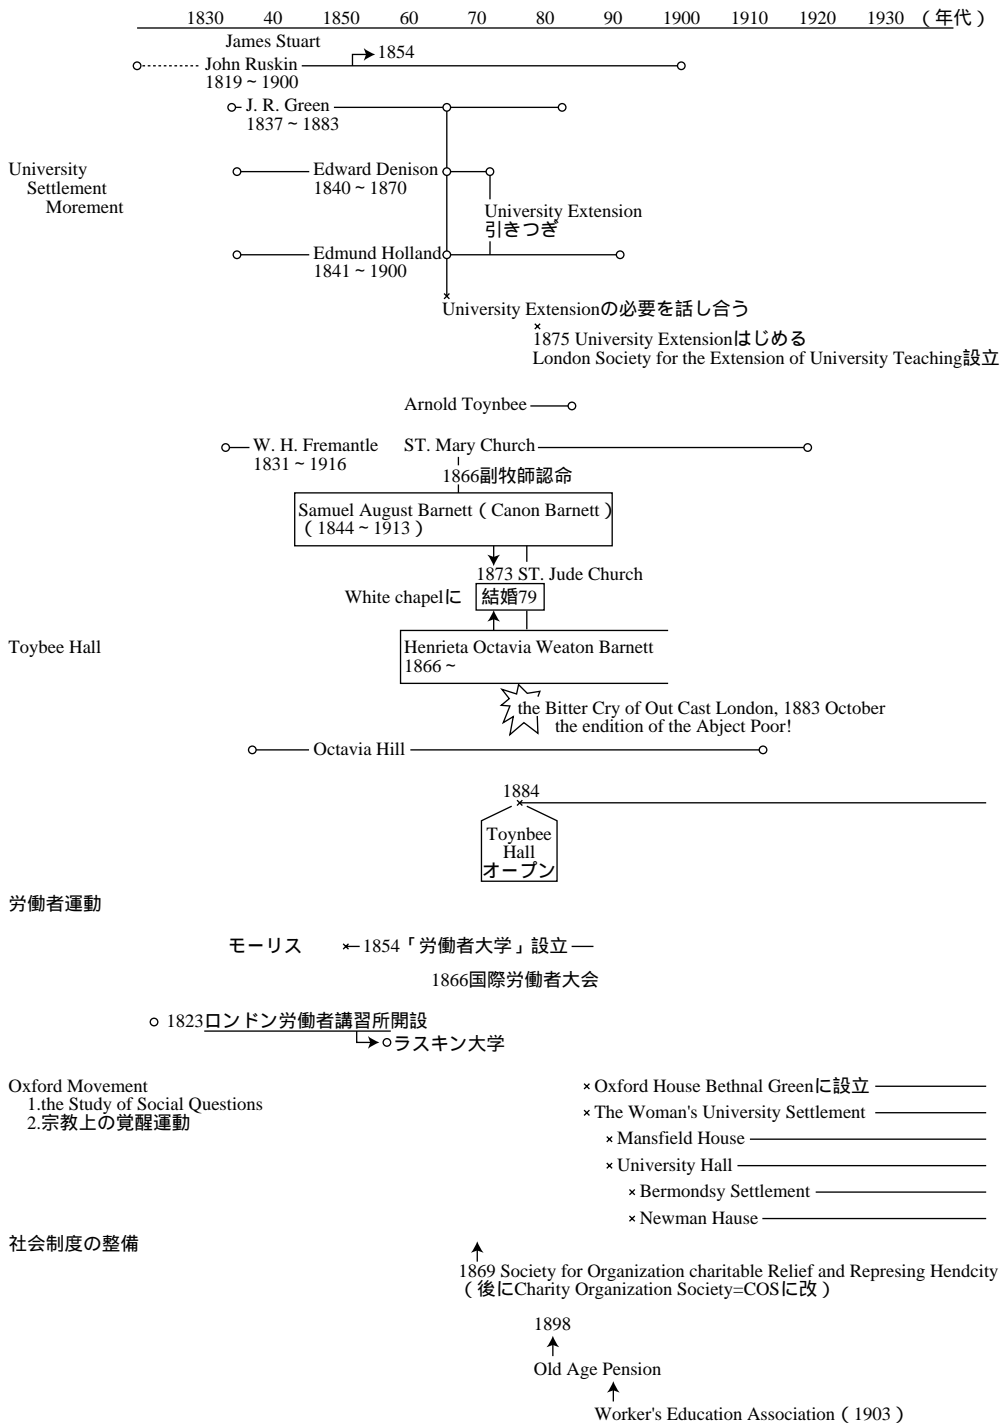 1830 40 1850 60 70 80 90 1900 1910 1920 1930 （年代）
James Stuart
1854
John Ruskin
1819～1900
J. R. Green
1837～1883
University
Settlement
Morement
Edward Denison
1840～1870
University Extension
引きつぎ
Edmund Holland
1841～1900
University Extensionの必要を話し合う
1875 University Extensionはじめる
London Society for the Extension of University Teaching設立
Arnold Toynbee
W. H. Fremantle ST. Mary Church
1831～1916
1866副牧師認命
Samuel August Barnett（Canon Barnett）
（1844～1913）
1873 ST. Jude Church
White chapelに 結婚79
Toybee Hall
Henrieta Octavia Weaton Barnett
1866～
the Bitter Cry of Out Cast London, 1883 October
the endition of the Abject Poor!
Octavia Hill
1884
Toynbee
Hall
オープン
労働者運動
モーリス 1854「労働者大学」設立
1866国際労働者大会
1823ロンドン労働者講習所開設
ラスキン大学
Oxford Movement
1.the Study of Social Questions
2.宗教上の覚醒運動
Oxford House Bethnal Greenに設立
The Woman's University Settlement
Mansfield House
University Hall
Bermondsy Settlement
Newman Hause
社会制度の整備
1869 Society for Organization charitable Relief and Represing Hendcity
（後にCharity Organization Society=COSに改）
1898
Old Age Pension
Worker's Education Association（1903）